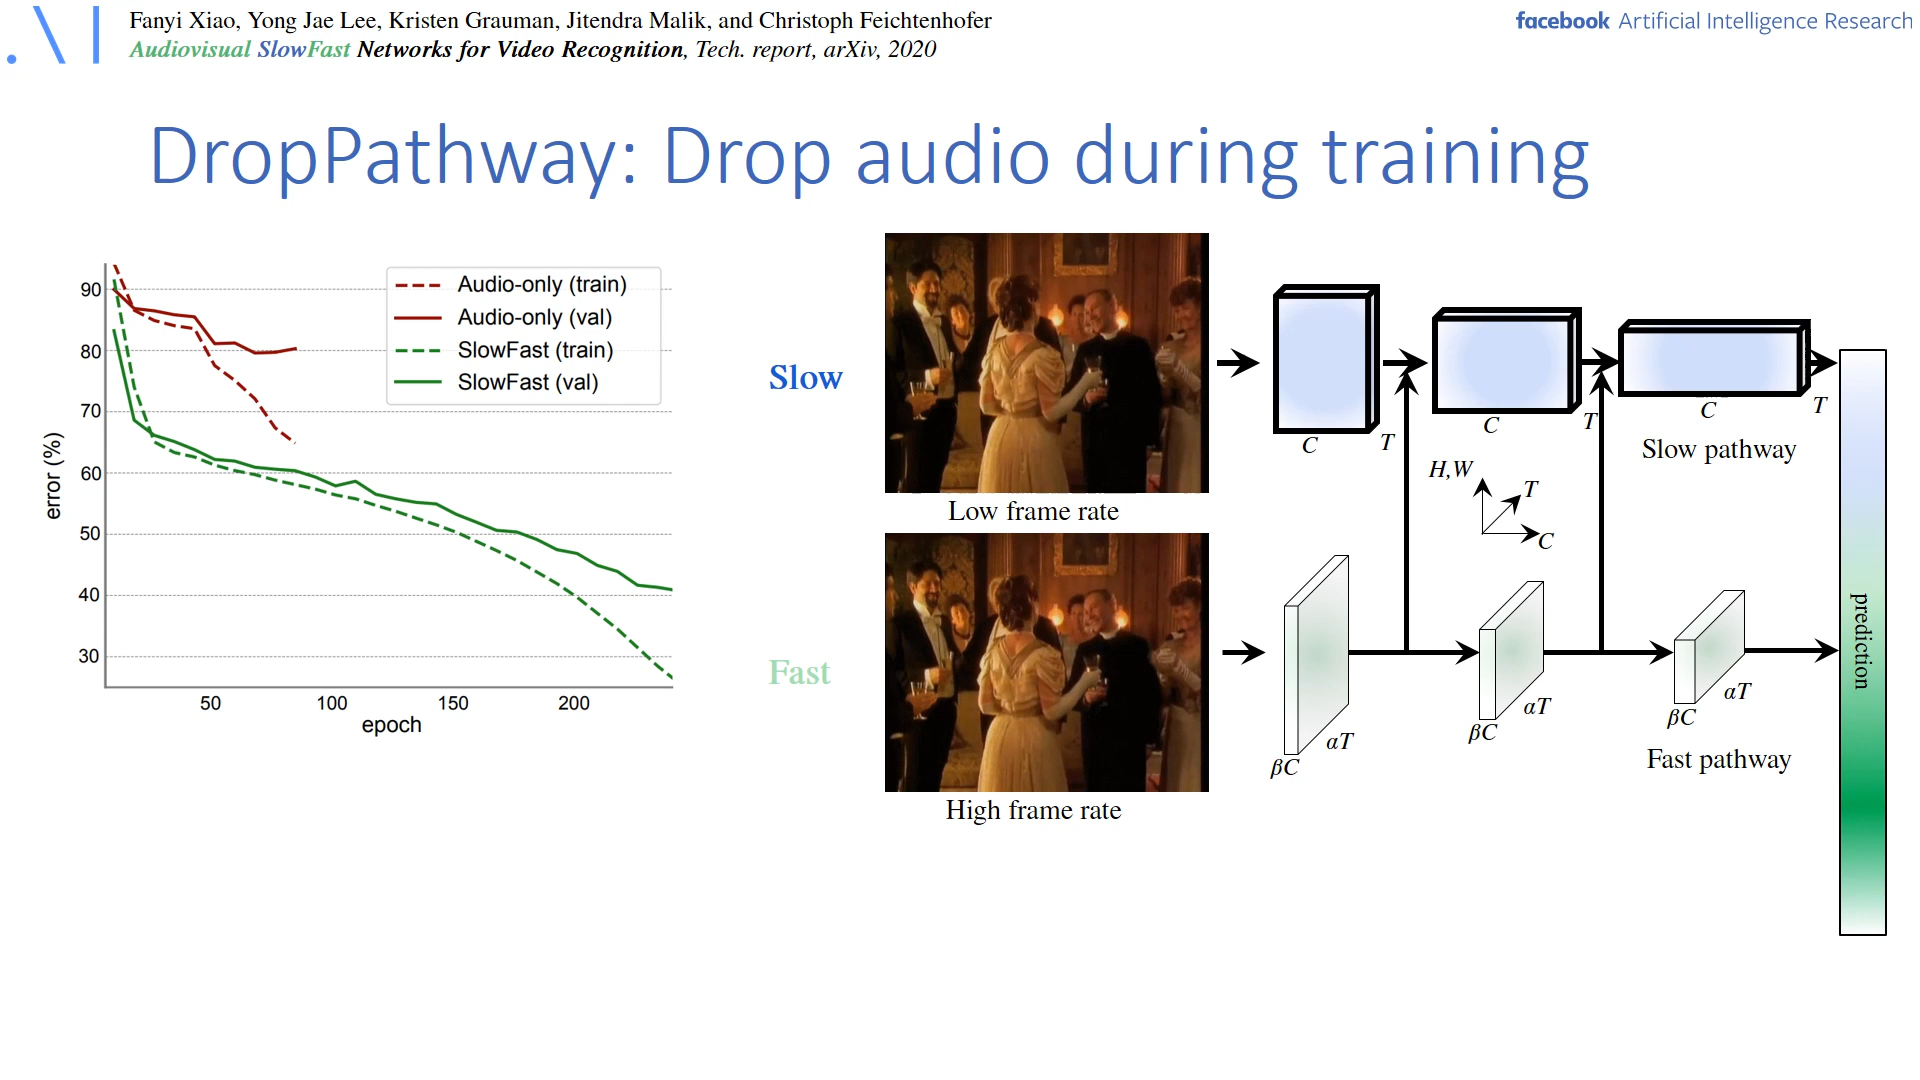 Fanyi Xiao, Yong Jae Lee, Kristen Grauman, Jitendra Malik, and Christoph Feichtenhofer
Audiovisual SlowFast Networks for Video Recognition, Tech. report, arXiv, 2020
facebook Artificial Intelligence Research
DropPathway: Drop audio during training
Audio-only (train)
Audio-only (val)
SlowFast (train)
SlowFast (val)
90
80
70
60
50
40
30
error (%)
50 100 150 200
epoch
Slow
Low frame rate
Fast
High frame rate
C
T
C
T
C
T
Slow pathway
H,W
T
C
βC
αT
βC
αT
βC
αT
Fast pathway
prediction